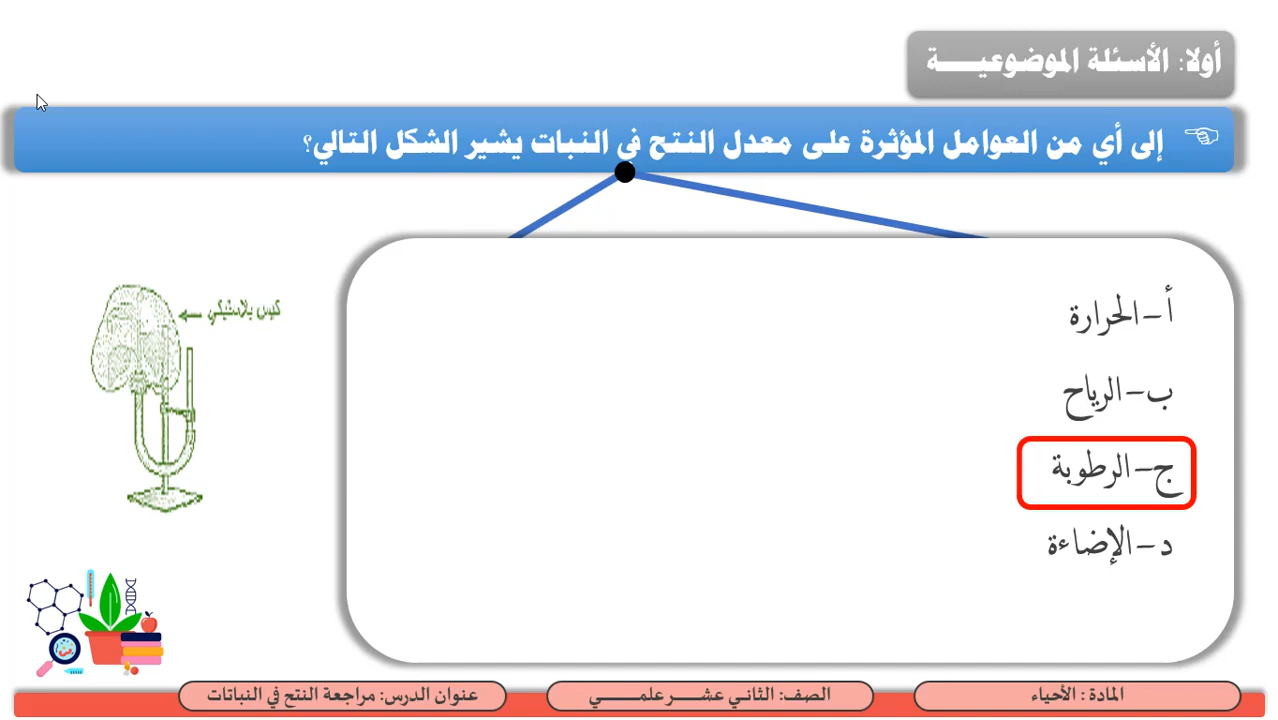 أولا: الأسئلة الموضوعيـــــة
إلى أي من العوامل المؤثرة على معدل النتح في النبات يشير الشكل التالي؟
كيس بلاستيكي
أ–الحرارة
ب–الرياح
ج–الرطوبة
د–الإضاءة
المادة : الأحياء
الصف: الثانـي عشـــر علمـــــي
عنوان الدرس: مراجعة النتح في النباتات